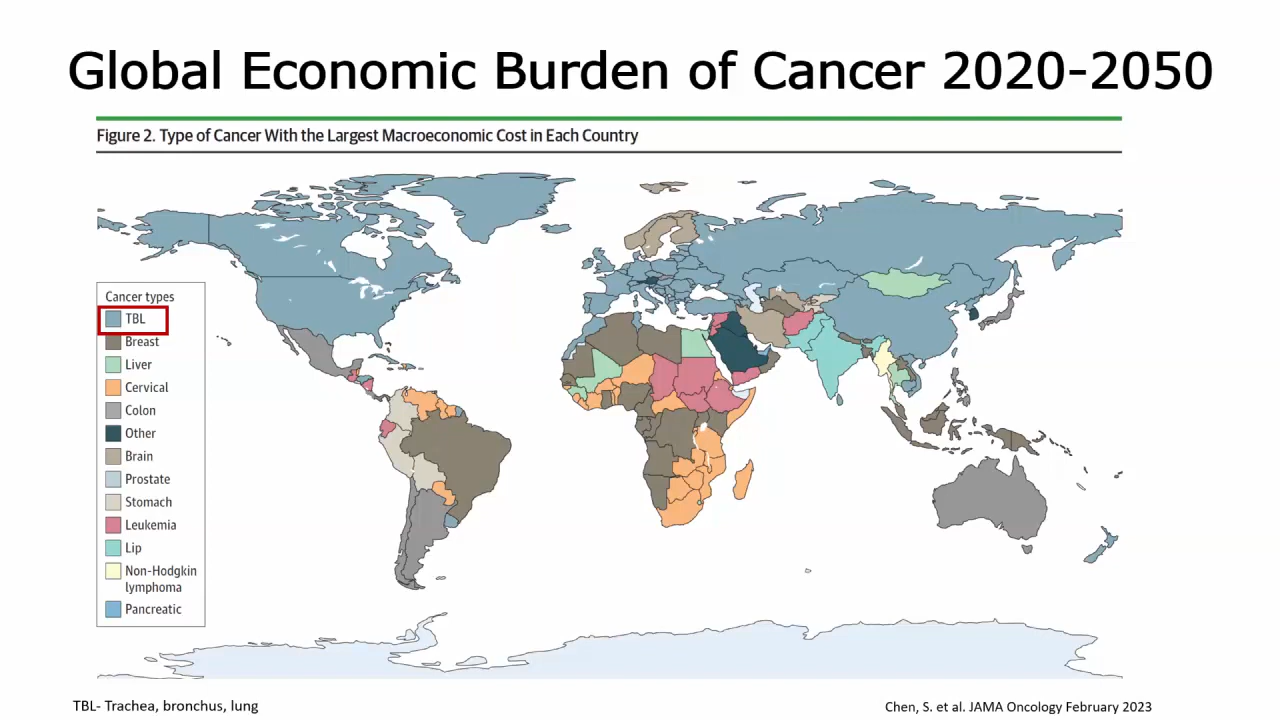 Global Economic Burden of Cancer 2020-2050
Figure 2. Type of Cancer With the Largest Macroeconomic Cost in Each Country
Cancer types
TBL
Breast
Liver
Cervical
Colon
Other
Brain
Prostate
Stomach
Leukemia
Lip
Non-Hodgkin
lymphoma
Pancreatic
TBL- Trachea, bronchus, lung
Chen, S. et al. JAMA Oncology February 2023